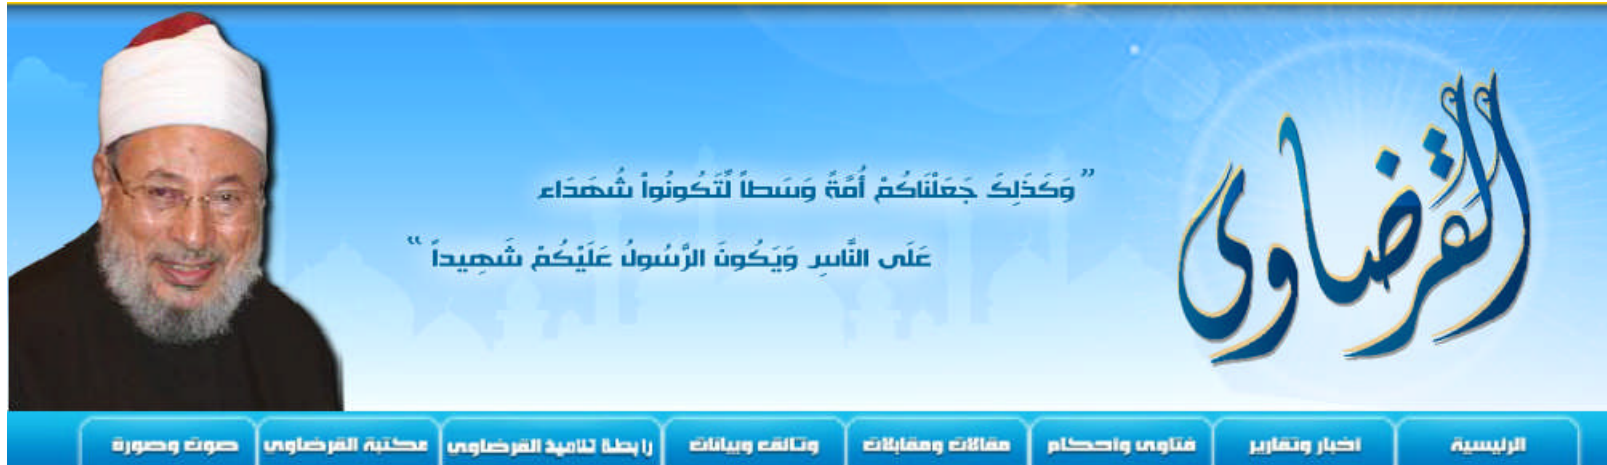 القرضاوي
” وَكَذَلِكَ جَعَلْنَاكُمْ أُمَّةً وَسَطاً لِّتَكُونُواْ شُهَدَاء
عَلَى النَّاسِ وَيَكُونَ الرَّسُولُ عَلَيْكُمْ شَهِيداً “
الرئيسية
اخبار وتقارير
فتاوى واحكام
مقالات ومقابلات
وثائق وبيانات
رابطة تلاميذ القرضاوي
مكتبة القرضاوي
صوت وصورة